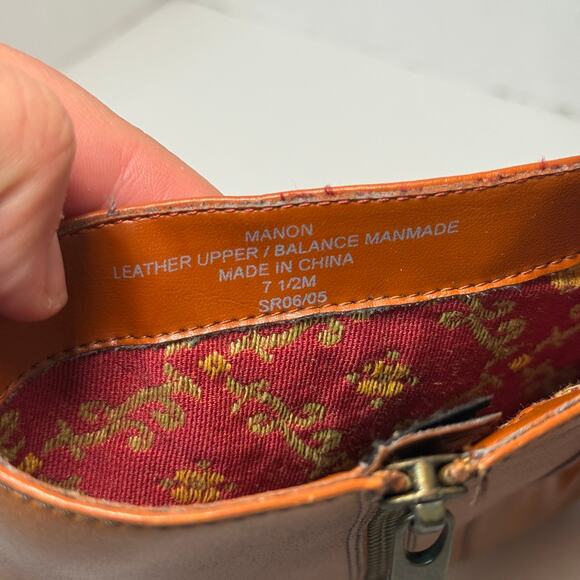 MANON
LEATHER UPPER / BALANCE MANMADE
MADE IN CHINA
7 1/2M
SR06/05